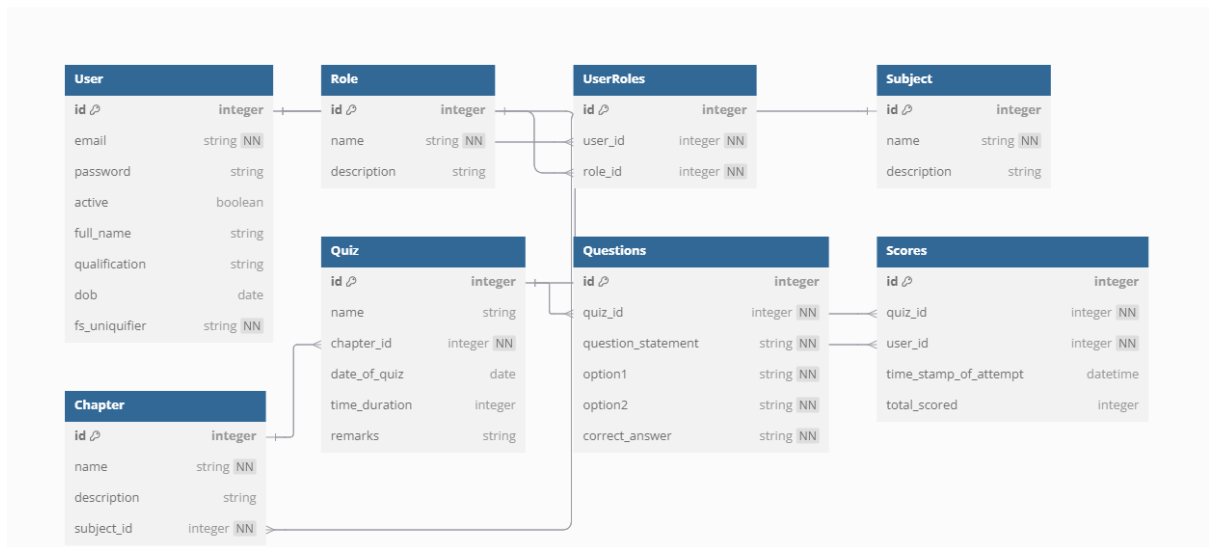 User
id integer
email string NN
password string
active boolean
full_name string
qualification string
dob date
fs_uniquifier string NN
Role
id integer
name string NN
description string
UserRoles
id integer
user_id integer NN
role_id integer NN
Subject
id integer
name string NN
description string
Quiz
id integer
name string
chapter_id integer NN
date_of_quiz date
time_duration integer
remarks string
Questions
id integer
quiz_id integer NN
question_statement string NN
option1 string NN
option2 string NN
correct_answer string NN
Scores
id integer
quiz_id integer NN
user_id integer NN
time_stamp_of_attempt datetime
total_scored integer
Chapter
id integer
name string NN
description string
subject_id integer NN